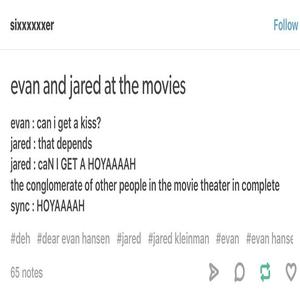 sixxxxxxer
Follow
evan and jared at the movies
evan : can i get a kiss?
jared : that depends
jared : caN I GET A HOYAAAAH
the conglomerate of other people in the movie theater in complete
sync : HOYAAAAH
#deh #dear evan hansen #jared #jared kleinman #evan #evan hanse
65 notes